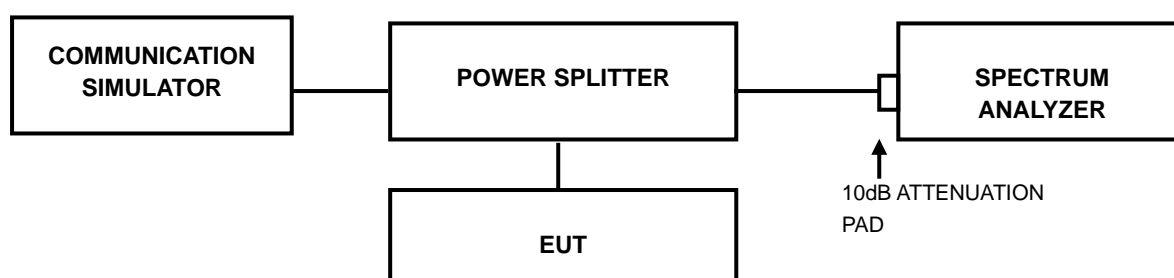 COMMUNICATION
SIMULATOR
POWER SPLITTER
SPECTRUM
ANALYZER
10dB ATTENUATION
PAD
EUT